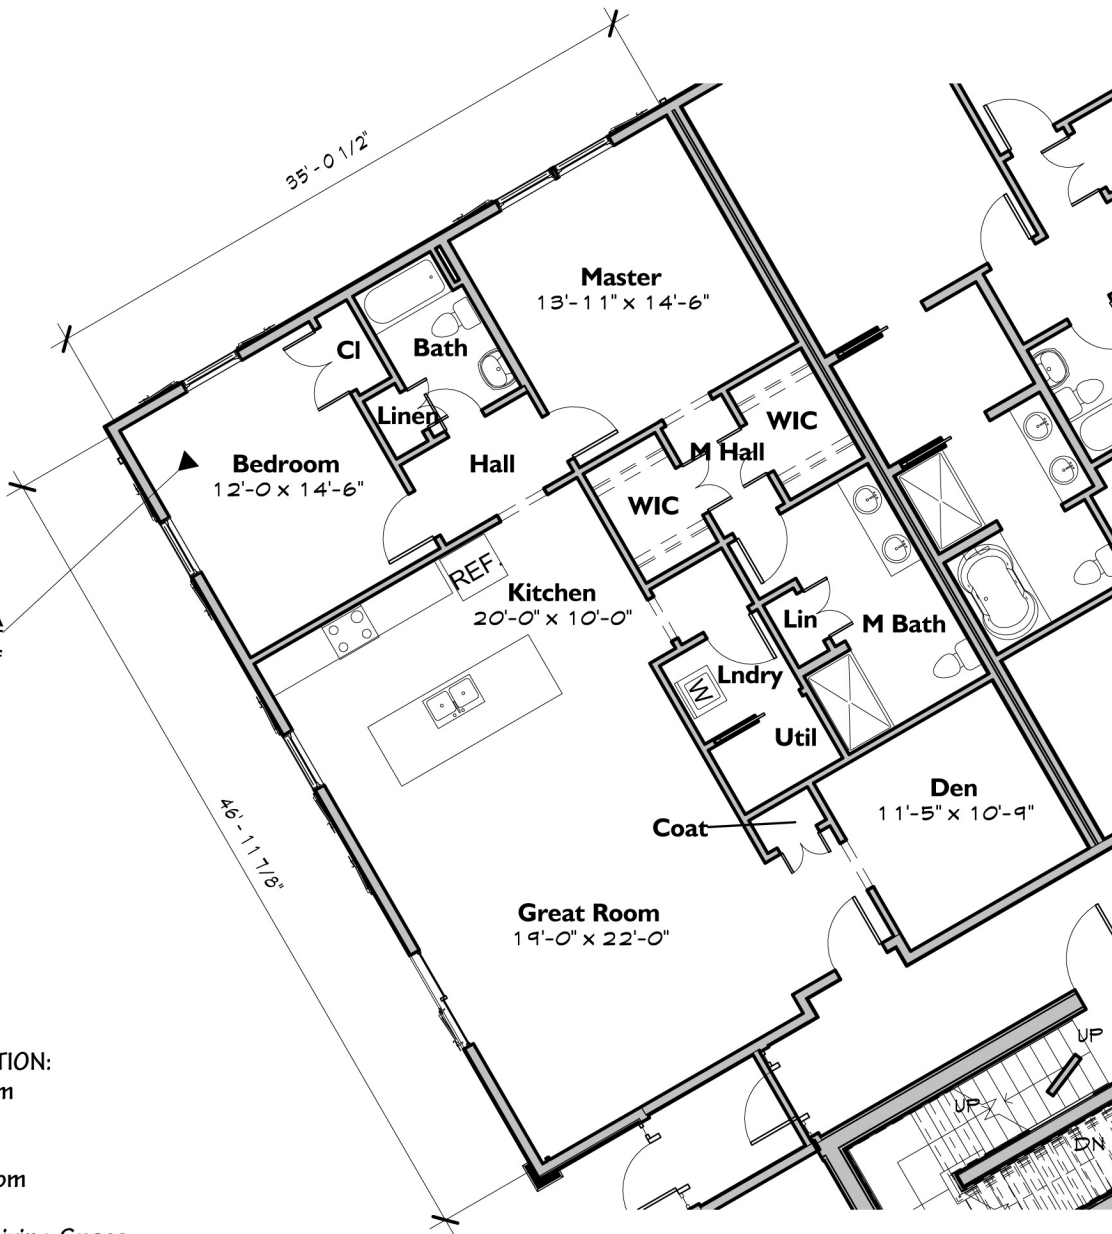 35'-0 1/2"
Master
13'-11" x 14'-6"
Cl
Bath
Linen
WIC
M Hall
Bedroom
12'-0 x 14'-6"
Hall
WIC
REF.
Kitchen
20'-0" x 10'-0"
Lin
M Bath
Lndry
W
Util
Den
11'-5" x 10'-9"
Coat
46'-11 7/8"
Great Room
19'-0" x 22'-0"
UP
UP
DN
TION: